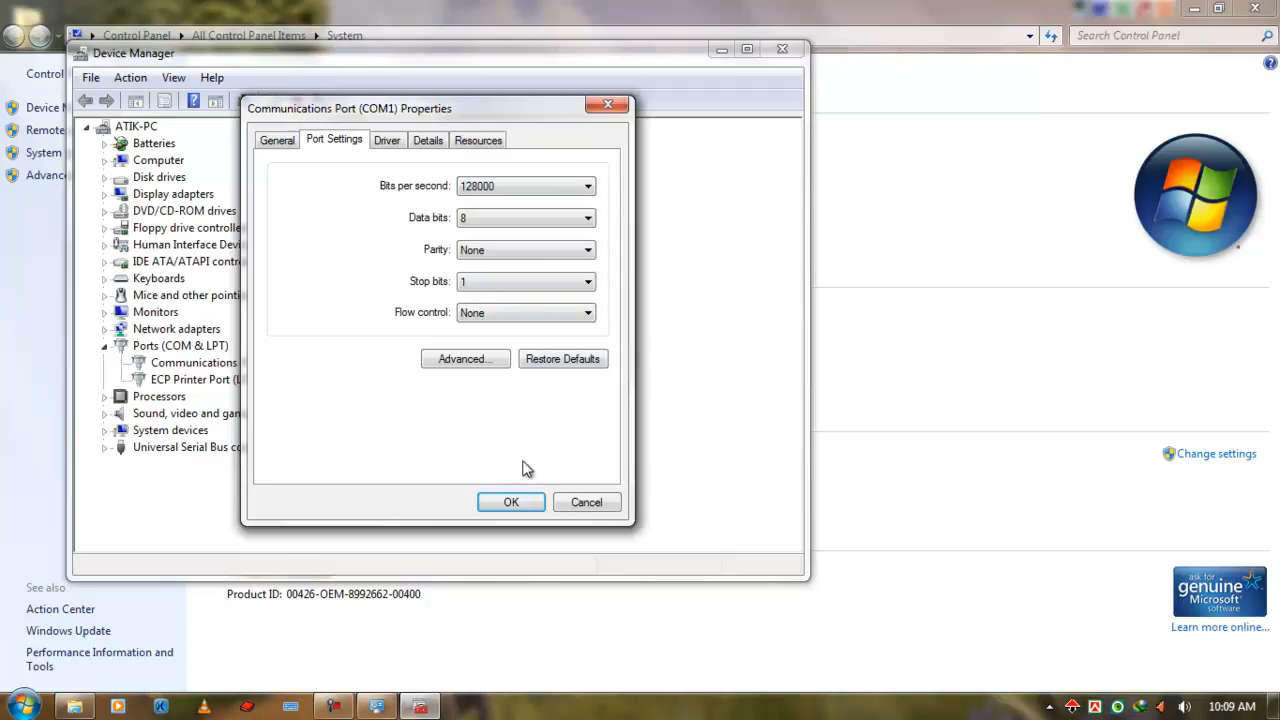 Control Panel
All Control Panel Items
System
Search Control Panel
Device Manager
File
Action
View
Help
Control
Device M
Remote
System
Advanc
Communications Port (COM1) Properties
General
Port Settings
Driver
Details
Resources
ATIK-PC
Batteries
Computer
Disk drives
Display adapters
DVD/CD-ROM drives
Floppy drive controlle
Human Interface Devi
IDE ATA/ATAPI contro
Keyboards
Mice and other pointi
Monitors
Network adapters
Ports (COM & LPT)
Communications
ECP Printer Port (L
Processors
Sound, video and gam
System devices
Universal Serial Bus co
Bits per second: 128000
Data bits: 8
Parity: None
Stop bits: 1
Flow control: None
Advanced...
Restore Defaults
OK
Cancel
Change settings
See also
Action Center
Windows Update
Performance Information and
Tools
Product ID: 00426-OEM-8992662-00400
ask for
genuine
Microsoft
software
Learn more online...
10:09 AM